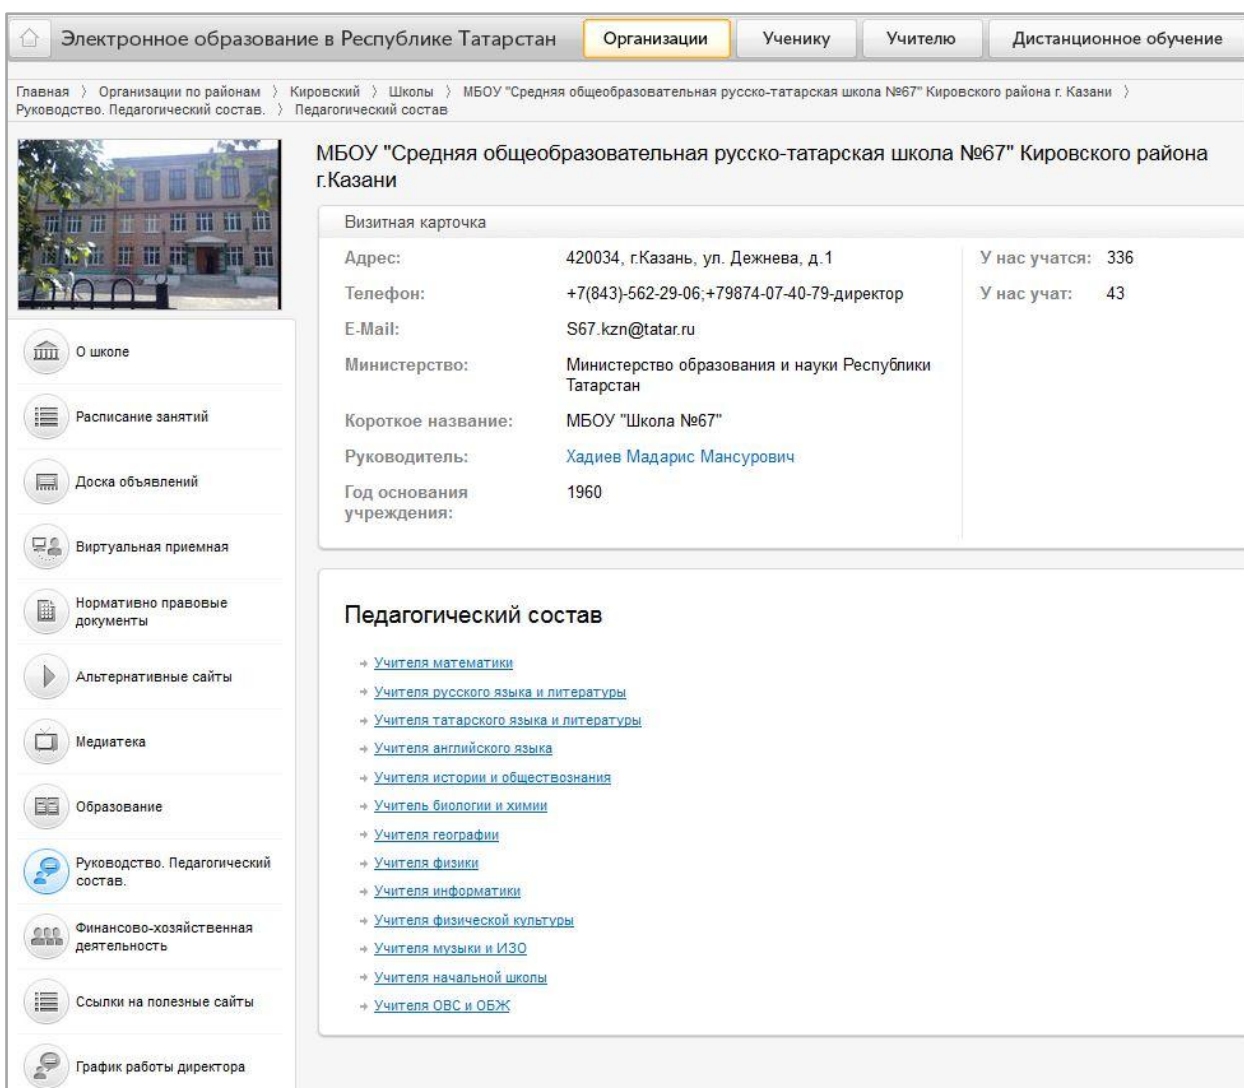 Электронное образование в Республике Татарстан
Организации
Ученику
Учителю
Дистанционное обучение
Главная 〉 Организации по районам 〉 Кировский 〉 Школы 〉 МБОУ "Средняя общеобразовательная русско-татарская школа №67" Кировского района г. Казани 〉
Руководство. Педагогический состав. 〉 Педагогический состав
МБОУ "Средняя общеобразовательная русско-татарская школа №67" Кировского района
г.Казани
Визитная карточка
Адрес: 420034, г.Казань, ул. Дежнева, д.1
Телефон: +7(843)-562-29-06;+79874-07-40-79-директор
E-Mail: S67.kzn@tatar.ru
Министерство: Министерство образования и науки Республики
Татарстан
Короткое название: МБОУ "Школа №67"
Руководитель: Хадиев Мадарис Мансурович
Год основания 1960
учреждения:
У нас учатся: 336
У нас учат: 43
О школе
Расписание занятий
Доска объявлений
Виртуальная приемная
Нормативно правовые
документы
Альтернативные сайты
Медиатека
Образование
Руководство. Педагогический
состав.
Финансово-хозяйственная
деятельность
Ссылки на полезные сайты
График работы директора
Педагогический состав
Учителя математики
Учителя русского языка и литературы
Учителя татарского языка и литературы
Учителя английского языка
Учителя истории и обществознания
Учитель биологии и химии
Учителя географии
Учителя физики
Учителя информатики
Учителя физической культуры
Учителя музыки и ИЗО
Учителя начальной школы
Учителя ОВС и ОБЖ